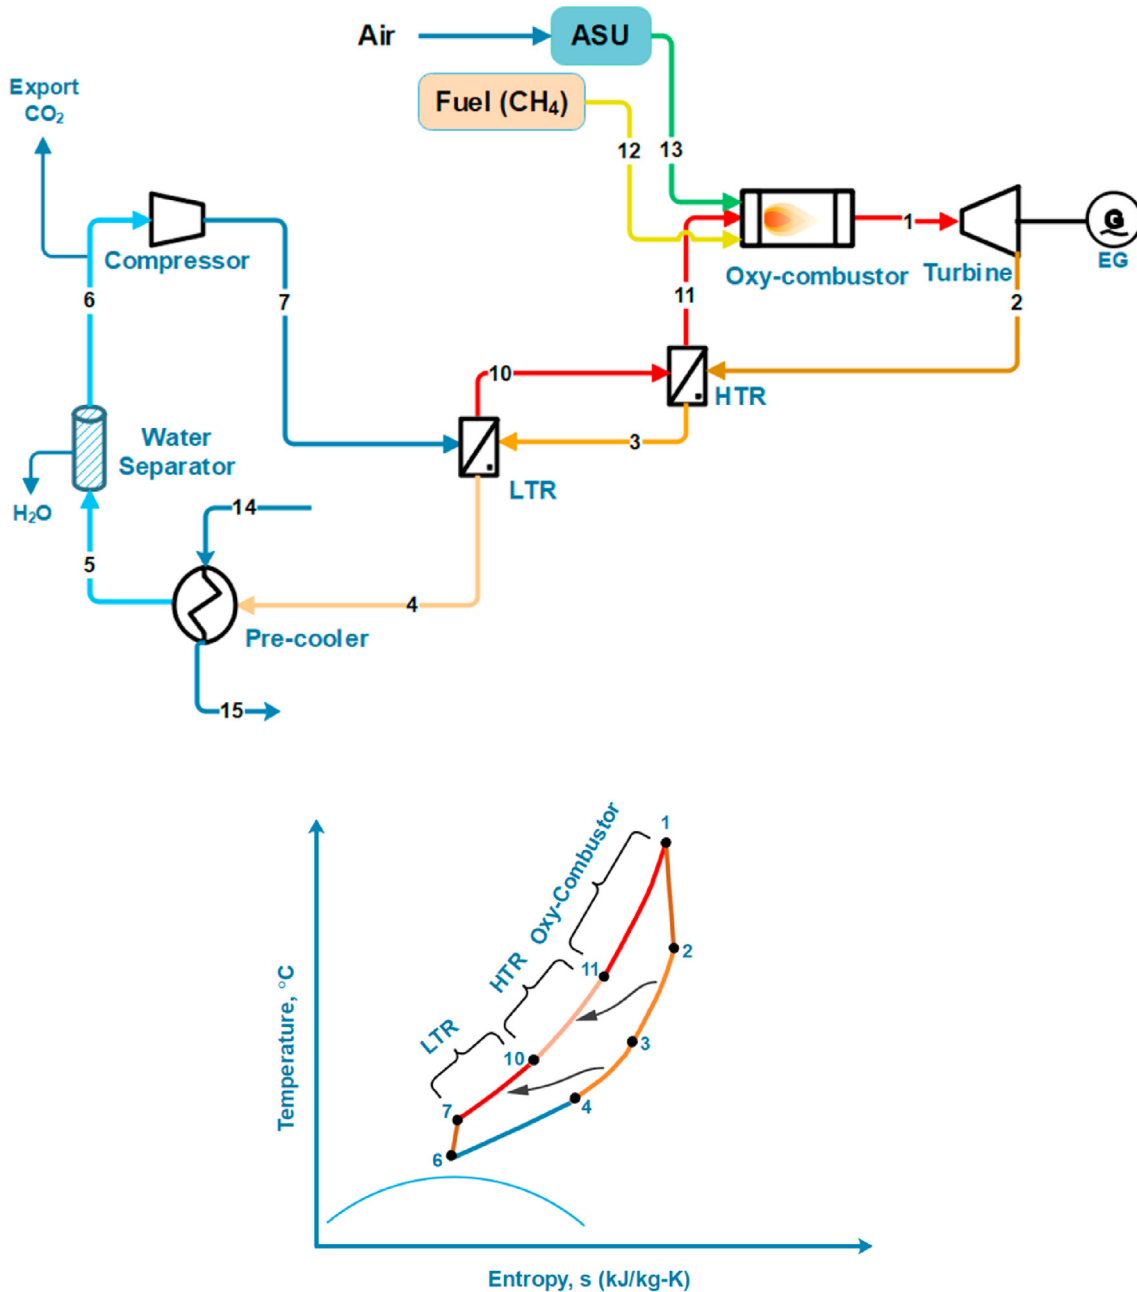 Air
ASU
Export
CO₂
Fuel (CH₄)
12
13
Compressor
1
Oxy-combustor
Turbine
G
EG
6
7
11
2
10
HTR
Water
Separator
3
LTR
H₂O
14
5
4
Pre-cooler
15
1
Oxy-Combustor
2
11
HTR
3
LTR
10
4
7
6
Temperature, °C
Entropy, s (kJ/kg-K)